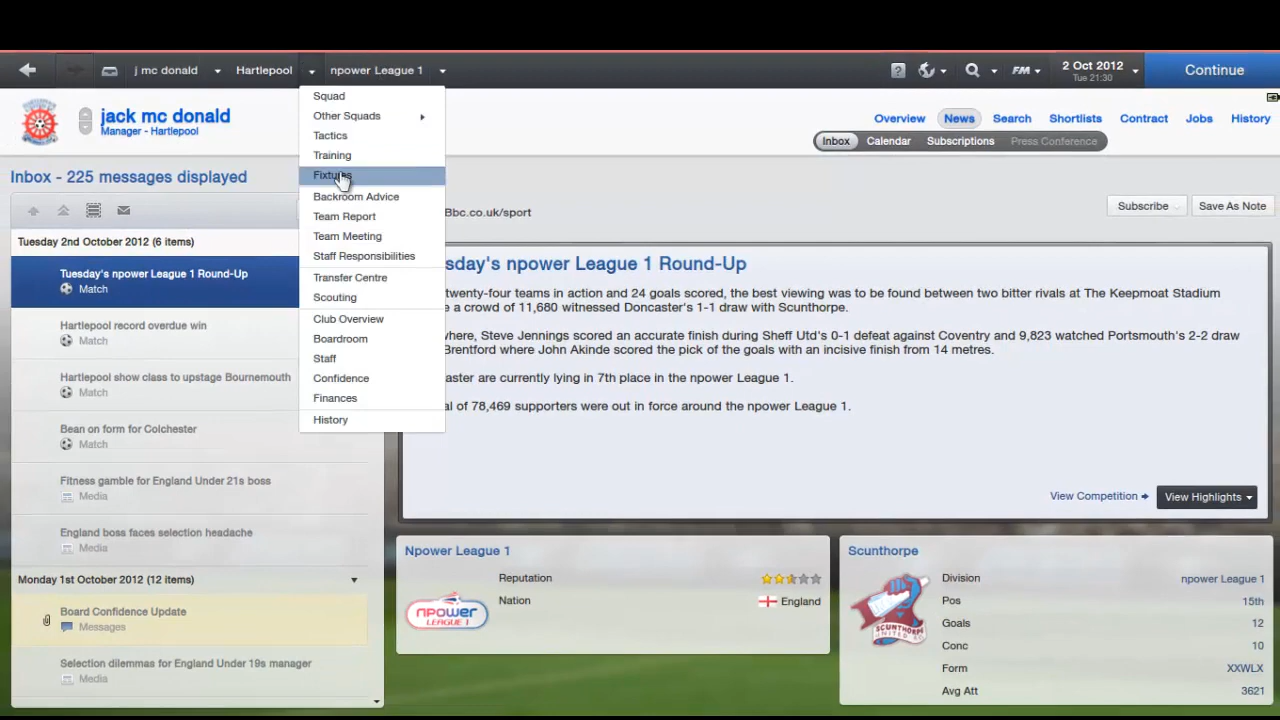 j mc donald
Hartlepool
npower League 1
?
FM
2 Oct 2012
Tue 21:30
Continue
jack mc donald
Manager - Hartlepool
Overview
News
Search
Shortlists
Contract
Jobs
History
Inbox
Calendar
Subscriptions
Press Conference
Squad
Other Squads
Tactics
Training
Fixtures
Backroom Advice
Team Report
Team Meeting
Staff Responsibilities
Transfer Centre
Scouting
Club Overview
Boardroom
Staff
Confidence
Finances
History
Inbox - 225 messages displayed
Tuesday 2nd October 2012 (6 items)
Tuesday's npower League 1 Round-Up
Match
Hartlepool record overdue win
Match
Hartlepool show class to upstage Bournemouth
Match
Bean on form for Colchester
Match
Fitness gamble for England Under 21s boss
Media
England boss faces selection headache
Media
Monday 1st October 2012 (12 items)
Board Confidence Update
Messages
Selection dilemmas for England Under 19s manager
Media
Bbc.co.uk/sport
Subscribe
Save As Note
sday's npower League 1 Round-Up
twenty-four teams in action and 24 goals scored, the best viewing was to be found between two bitter rivals at The Keepmoat Stadium
e a crowd of 11,680 witnessed Doncaster's 1-1 draw with Scunthorpe.
where, Steve Jennings scored an accurate finish during Sheff Utd's 0-1 defeat against Coventry and 9,823 watched Portsmouth's 2-2 draw
Brentford where John Akinde scored the pick of the goals with an incisive finish from 14 metres.
aster are currently lying in 7th place in the npower League 1.
al of 78,469 supporters were out in force around the npower League 1.
View Competition
View Highlights
Npower League 1
Reputation
Nation
England
npower
LEAGUE 1
Scunthorpe
Division
npower League 1
Pos
15th
Goals
12
Conc
10
Form
XXWLX
Avg Att
3621
SCUNTHORPE
UNITED FC